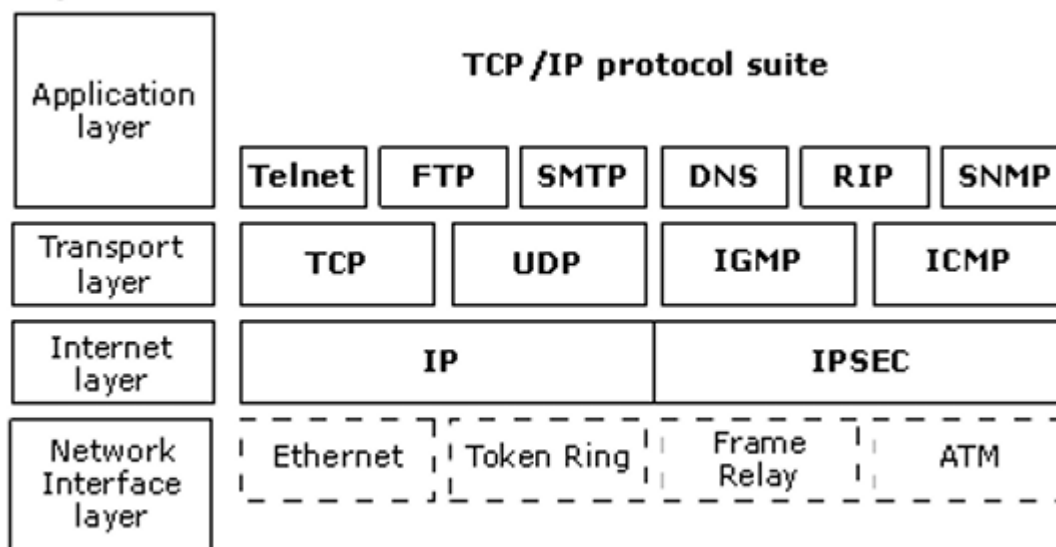 TCP/IP protocol suite
Application
layer
Telnet FTP SMTP DNS RIP SNMP
Transport
layer
TCP UDP IGMP ICMP
Internet
layer
IP IPSEC
Network
Interface
layer
Ethernet Token Ring Frame
Relay ATM